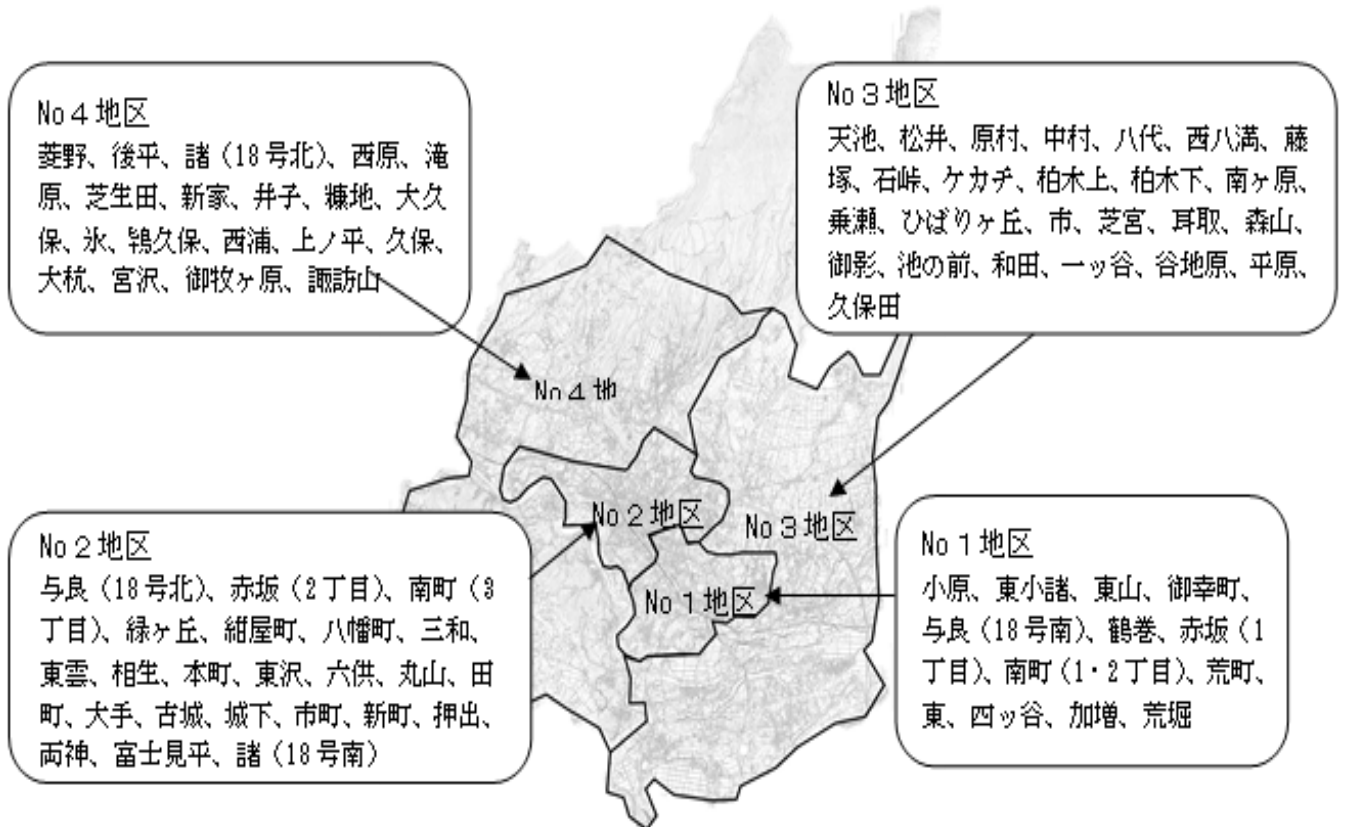 No４地区
菱野、後平、諸（18号北）、西原、滝
原、芝生田、新家、井子、糠地、大久
保、氷、鴇久保、西浦、上ノ平、久保、
大杭、宮沢、御牧ヶ原、諏訪山
No３地区
天池、松井、原村、中村、八代、西八満、藤
塚、石峠、ケカチ、柏木上、柏木下、南ヶ原、
乗瀬、ひばりヶ丘、市、芝宮、耳取、森山、
御影、池の前、和田、一ッ谷、谷地原、平原、
久保田
No４地
No２地区
No３地区
No１地区
No２地区
与良（18号北）、赤坂（2丁目）、南町（3
丁目）、緑ヶ丘、紺屋町、八幡町、三和、
東雲、相生、本町、東沢、六供、丸山、田
町、大手、古城、城下、市町、新町、押出、
両神、富士見平、諸（18号南）
No１地区
小原、東小諸、東山、御幸町、
与良（18号南）、鶴巻、赤坂（1
丁目）、南町（1・2丁目）、荒町、
東、四ッ谷、加増、荒堀